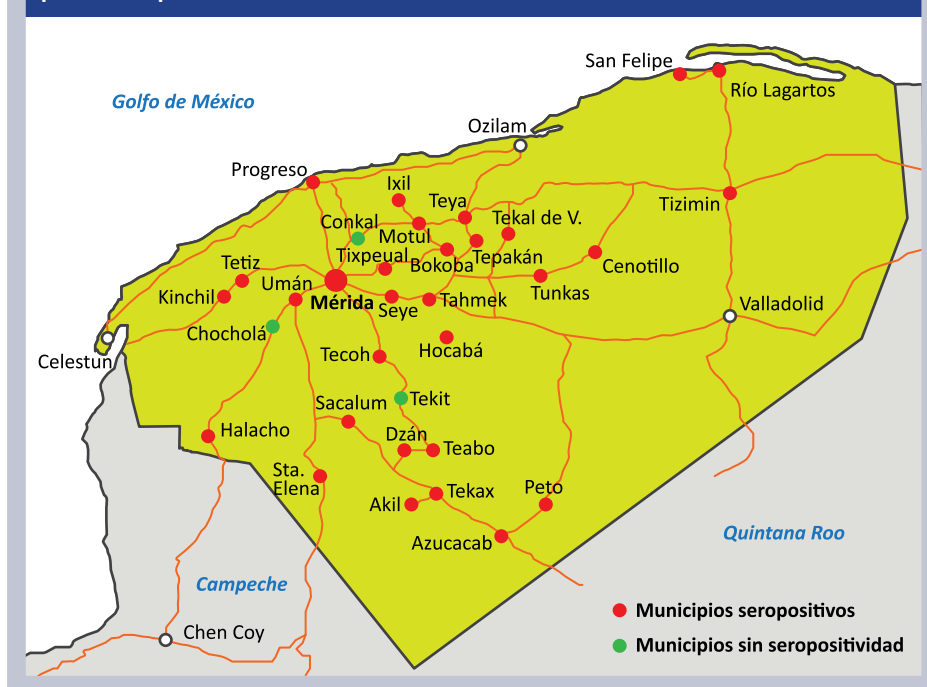 San Felipe
Río Lagartos
Golfo de México
Ozilam
Progreso
Ixil
Teya
Tizimin
Conkal
Tekal de V.
Motul
Tixpeual
Bokoba
Tepakán
Cenotillo
Tetiz
Umán
Kinchil
Mérida
Seye
Tahmek
Tunkas
Valladolid
Chocholá
Celestun
Tecoh
Hocabá
Sacalum
Tekit
Halacho
Dzán
Teabo
Sta.
Elena
Akil
Tekax
Peto
Azucacab
Quintana Roo
Campeche
Chen Coy
Municipios seropositivos
Municipios sin seropositividad